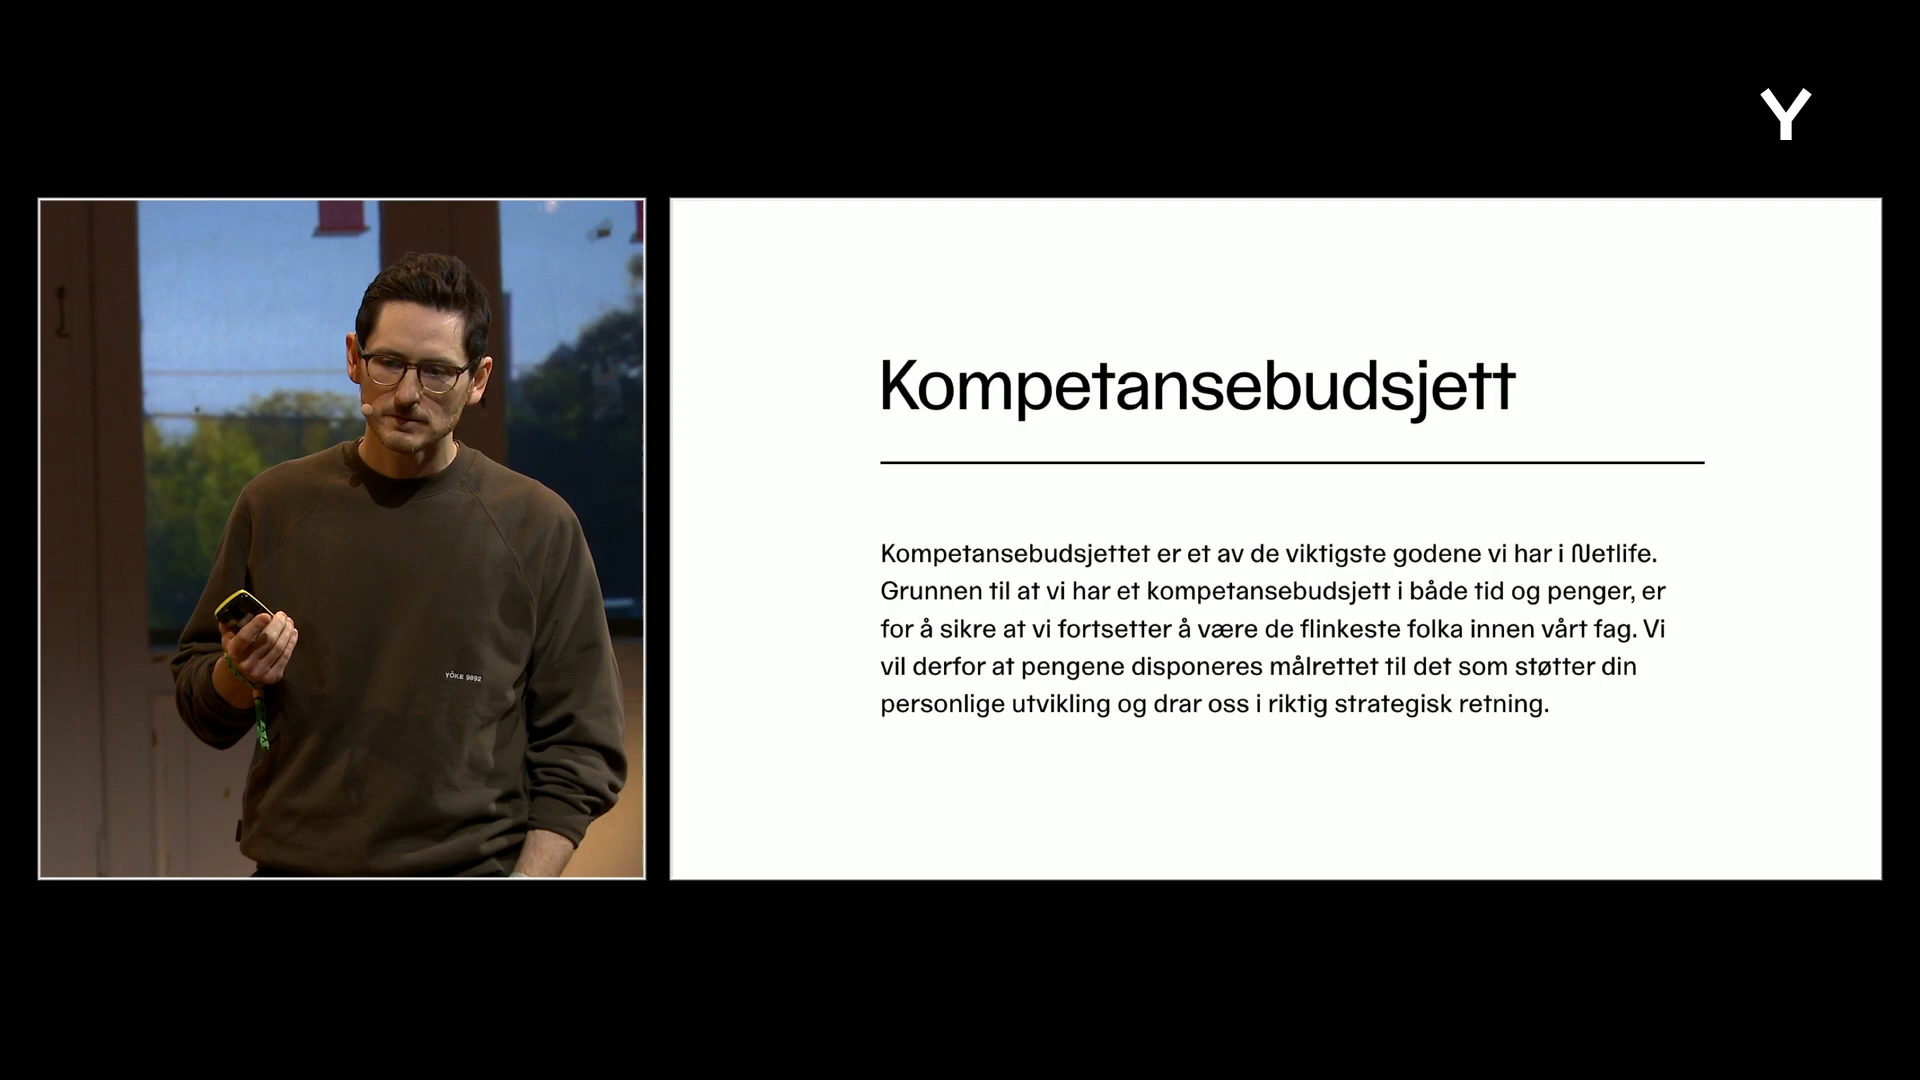 Y
YŌKE 9892
Kompetansebudsjett
Kompetansebudsjettet er et av de viktigste godene vi har i Netlife.
Grunnen til at vi har et kompetansebudsjett i både tid og penger, er
for å sikre at vi fortsetter å være de flinkeste folka innen vårt fag. Vi
vil derfor at pengene disponeres målrettet til det som støtter din
personlige utvikling og drar oss i riktig strategisk retning.